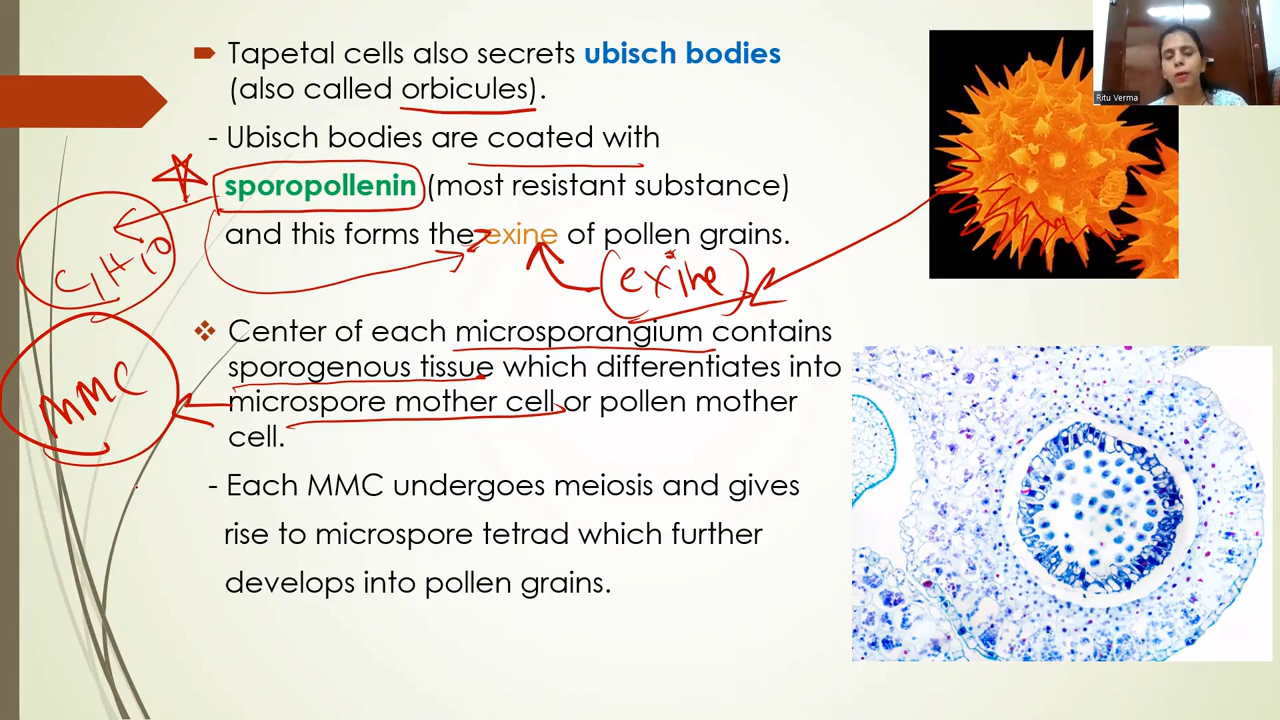 Tapetal cells also secrets ubisch bodies
(also called orbicules).
- Ubisch bodies are coated with
sporopollenin (most resistant substance)
and this forms the exine of pollen grains.
(exine)
Center of each microsporangium contains
sporogenous tissue which differentiates into
microspore mother cell or pollen mother
cell.
MMC
- Each MMC undergoes meiosis and gives
rise to microspore tetrad which further
develops into pollen grains.
Ritu Verma